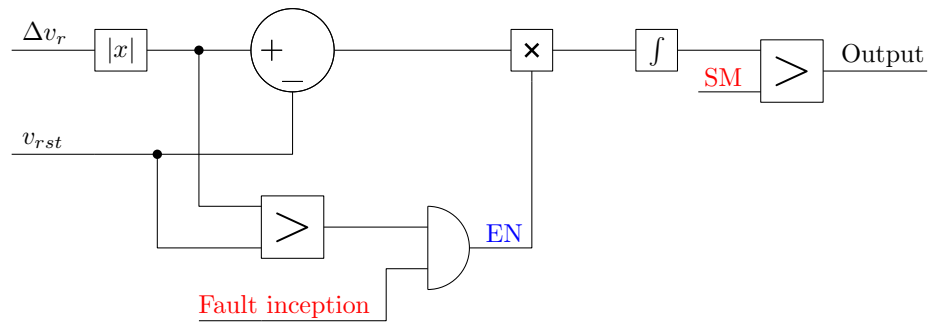 Δv_r
|x|
+
−
×
∫
SM
>
Output
v_rst
>
EN
Fault inception